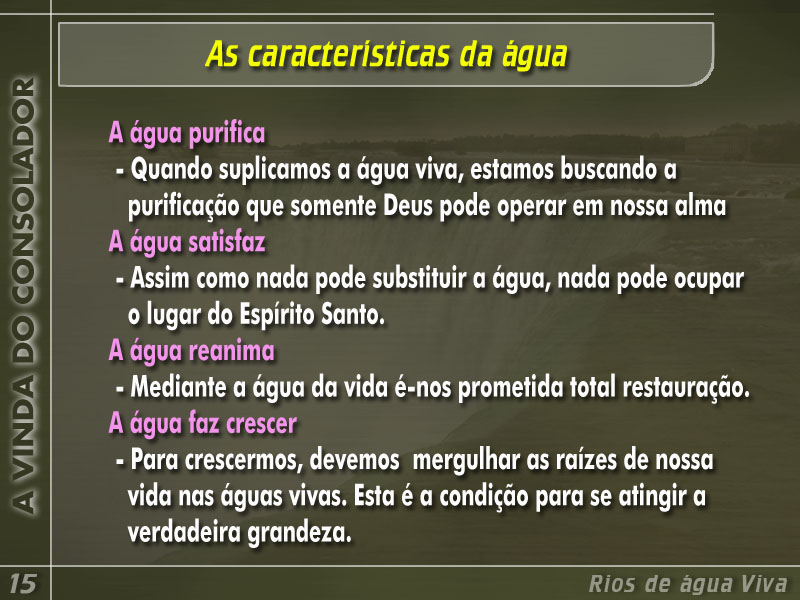 As características da água
A VINDA DO CONSOLADOR
A água purifica
- Quando suplicamos a água viva, estamos buscando a
purificação que somente Deus pode operar em nossa alma
A água satisfaz
- Assim como nada pode substituir a água, nada pode ocupar
o lugar do Espírito Santo.
A água reanima
- Mediante a água da vida é-nos prometida total restauração.
A água faz crescer
- Para crescermos, devemos mergulhar as raízes de nossa
vida nas águas vivas. Esta é a condição para se atingir a
verdadeira grandeza.
15
Rios de água Viva